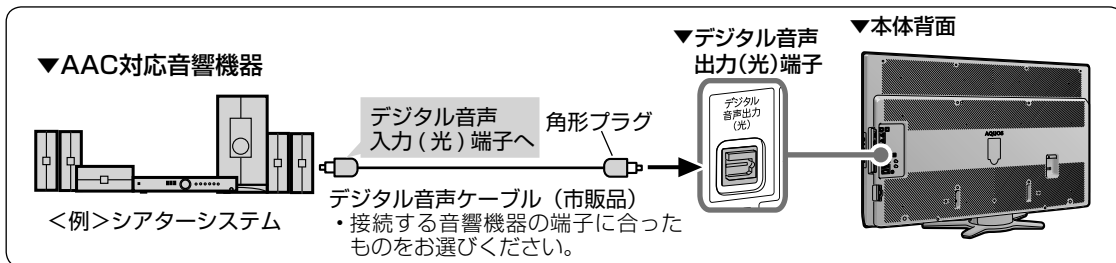 ▼AAC対応音響機器
<例>シアターシステム
デジタル音声
入力(光)端子へ
角形プラグ
デジタル音声ケーブル(市販品)
・接続する音響機器の端子に合った
ものをお選びください。
▼デジタル音声
出力(光)端子
デジタル
音声出力
(光)
▼本体背面
AQUOS